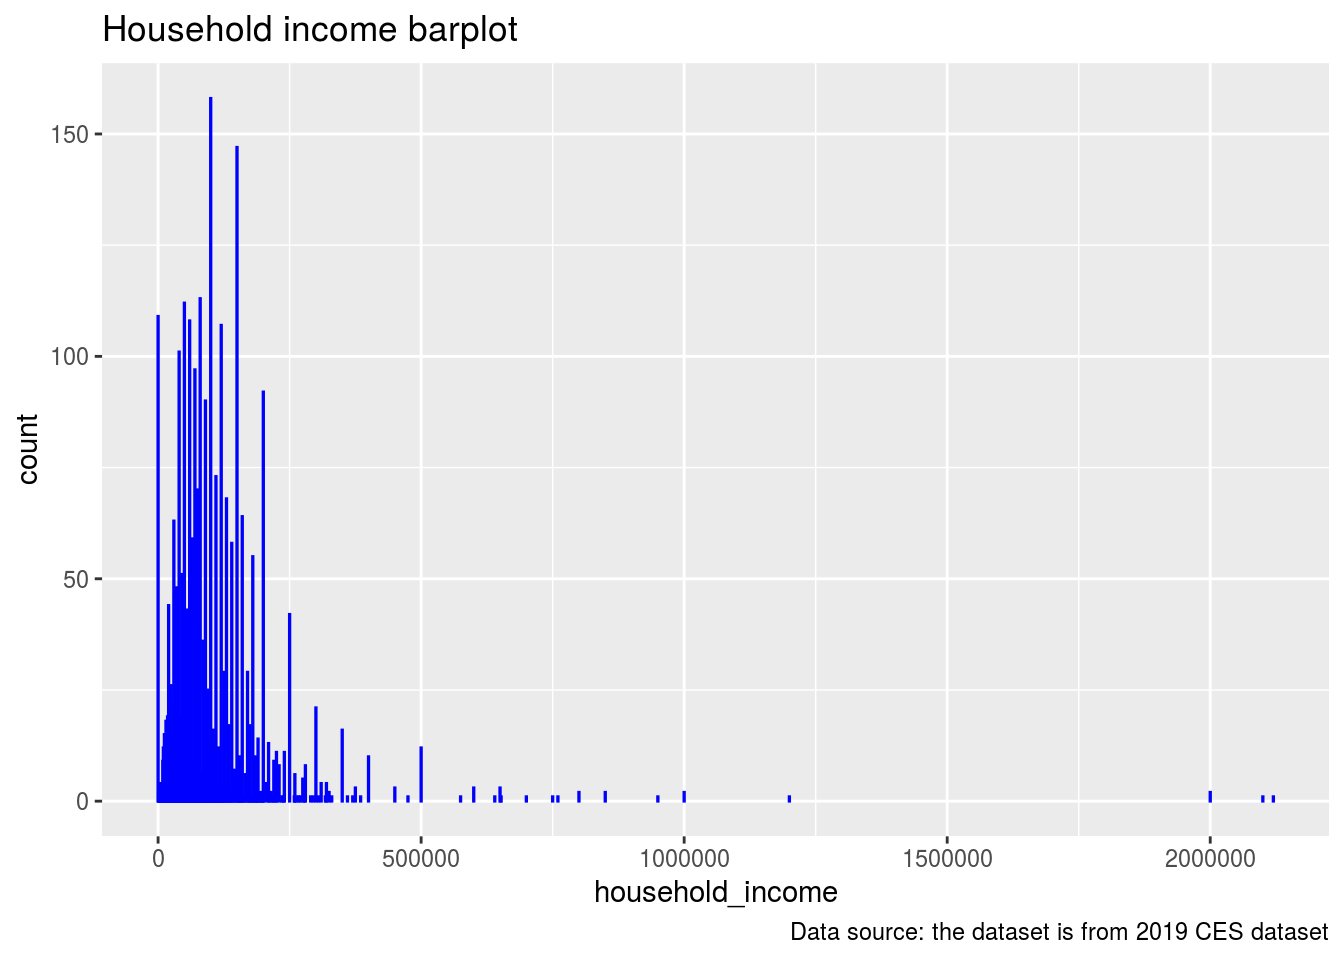 Household income barplot
150
100
50
0
count
0 500000 1000000 1500000 2000000
household_income
Data source: the dataset is from 2019 CES dataset